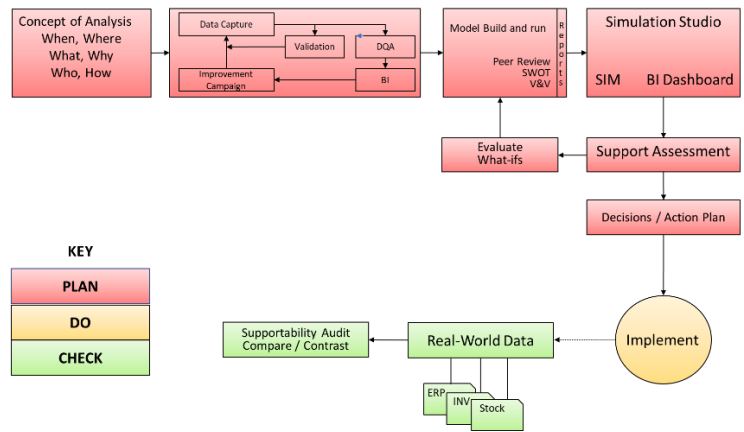 Concept of Analysis
When, Where
What, Why
Who, How
Data Capture
Validation
DQA
Improvement
Campaign
BI
Model Build and run
Peer Review
SWOT
V&V
Reports
Simulation Studio
SIM BI Dashboard
Evaluate
What-ifs
Support Assessment
Decisions / Action Plan
KEY
PLAN
DO
CHECK
Supportability Audit
Compare / Contrast
Real-World Data
Implement
ERP
INV
Stock